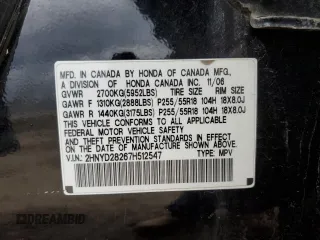 MFD. IN CANADA BY HONDA OF CANADA MFG.,
A DIVISION OF HONDA CANADA INC. 11/06
GVWR 2700KG(5952LBS) TIRE SIZE RIM SIZE
GAWR F 1310KG(2888LBS) P255/55R18 104H 18X8.0J
GAWR R 1440KG(3175LBS) P255/55R18 104H 18X8.0J
THIS VEHICLE CONFORMS TO ALL APPLICABLE
FEDERAL MOTOR VEHICLE SAFETY AND THEFT
PREVENTION STANDARDS IN EFFECT ON THE DATE
OF MANUFACTURE SHOWN ABOVE.
V.I.N.: 2HNYD28267H512547 TYPE: MPV